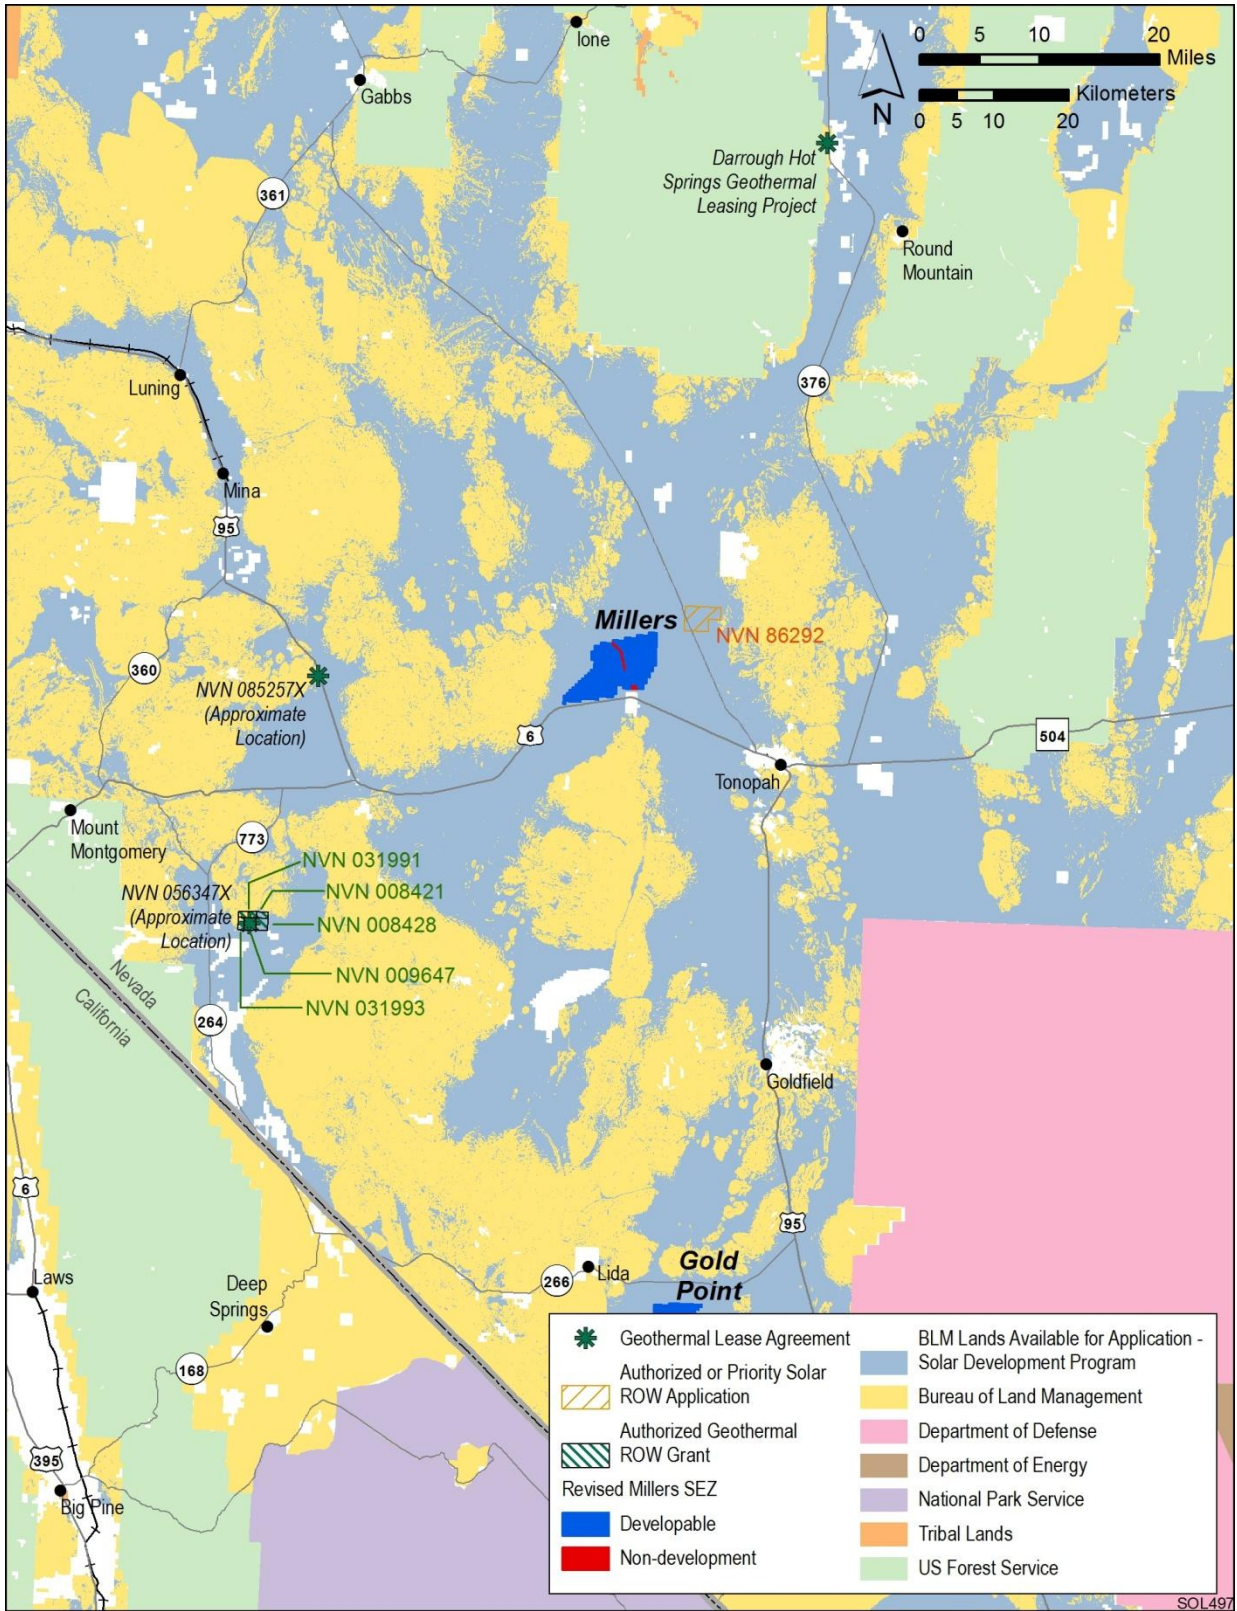 Ione
0 5 10 20
Miles
Kilometers
0 5 10 20
N
Gabbs
Darrough Hot
Springs Geothermal
Leasing Project
361
Round
Mountain
Luning
376
Mina
95
Millers
NVN 86292
360
NVN 085257X
(Approximate
Location)
6
504
Tonopah
Mount
Montgomery
773
NVN 031991
NVN 056347X
(Approximate
Location)
NVN 008421
NVN 008428
NVN 009647
NVN 031993
Nevada
California
264
Goldfield
6
95
Gold
Point
Laws
Deep
Springs
266
Lida
168
395
Big Pine
Geothermal Lease Agreement
Authorized or Priority Solar
ROW Application
Authorized Geothermal
ROW Grant
Revised Millers SEZ
Developable
Non-development
BLM Lands Available for Application -
Solar Development Program
Bureau of Land Management
Department of Defense
Department of Energy
National Park Service
Tribal Lands
US Forest Service
SOL497